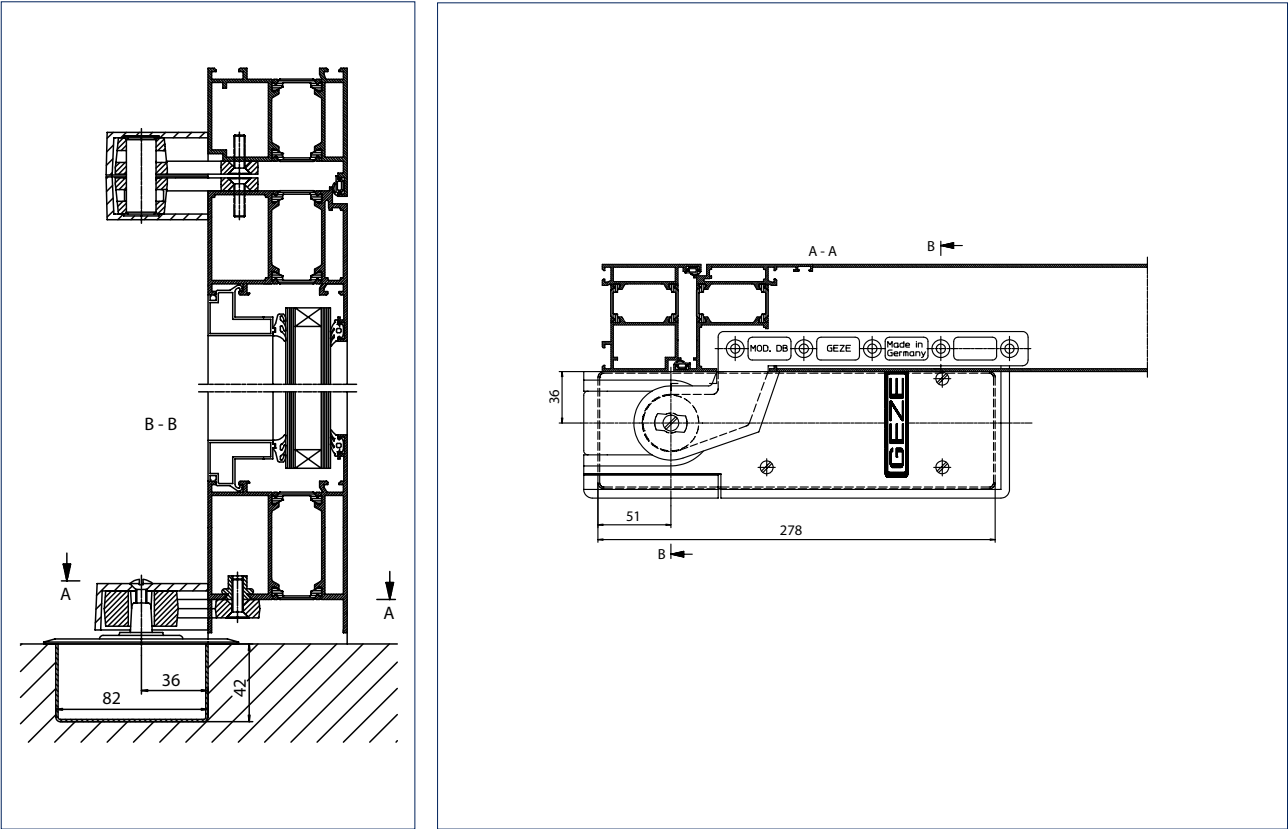 B - B
A
A
36
82
42
A - A
B
MOD. DB
GEZE
Made in
Germany
36
GEZE
51
278
B